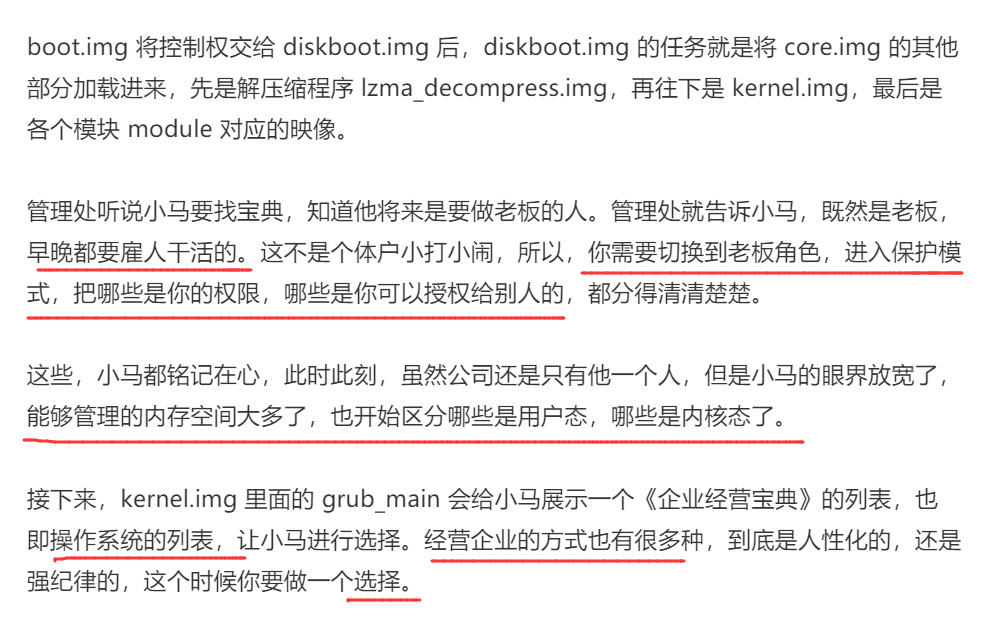 boot.img 将控制权交给 diskboot.img 后，diskboot.img 的任务就是将 core.img 的其他
部分加载进来，先是解压缩程序 lzma_decompress.img，再往下是 kernel.img，最后是
各个模块 module 对应的映像。
管理处听说小马要找宝典，知道他将来是要做老板的人。管理处就告诉小马，既然是老板，
早晚都要雇人干活的。这不是个体户小打小闹，所以，你需要切换到老板角色，进入保护模
式，把哪些是你的权限，哪些是你可以授权给别人的，都分得清清楚楚。
这些，小马都铭记在心，此时此刻，虽然公司还是只有他一个人，但是小马的眼界放宽了，
能够管理的内存空间大多了，也开始区分哪些是用户态，哪些是内核态了。
接下来，kernel.img 里面的 grub_main 会给小马展示一个《企业经营宝典》的列表，也
即操作系统的列表，让小马进行选择。经营企业的方式也有很多种，到底是人性化的，还是
强纪律的，这个时候你要做一个选择。